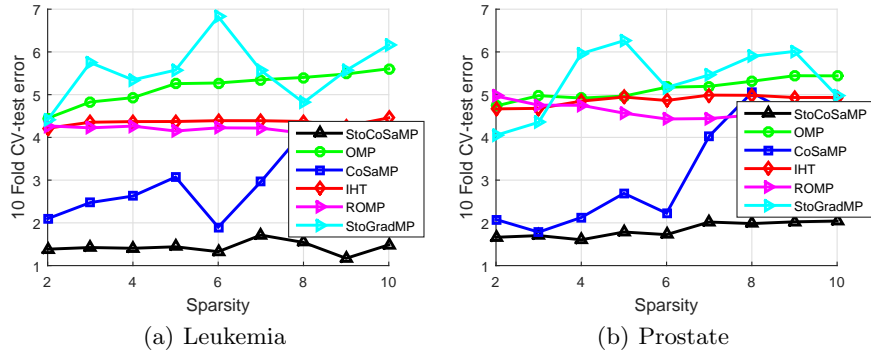 7
6
5
4
3
2
1
10 Fold CV-test error
StoCoSaMP
OMP
CoSaMP
IHT
ROMP
StoGradMP
2 4 6 8 10
Sparsity
(a) Leukemia
7
6
5
4
3
2
1
10 Fold CV-test error
StoCoSaMP
OMP
CoSaMP
IHT
ROMP
StoGradMP
2 4 6 8 10
Sparsity
(b) Prostate